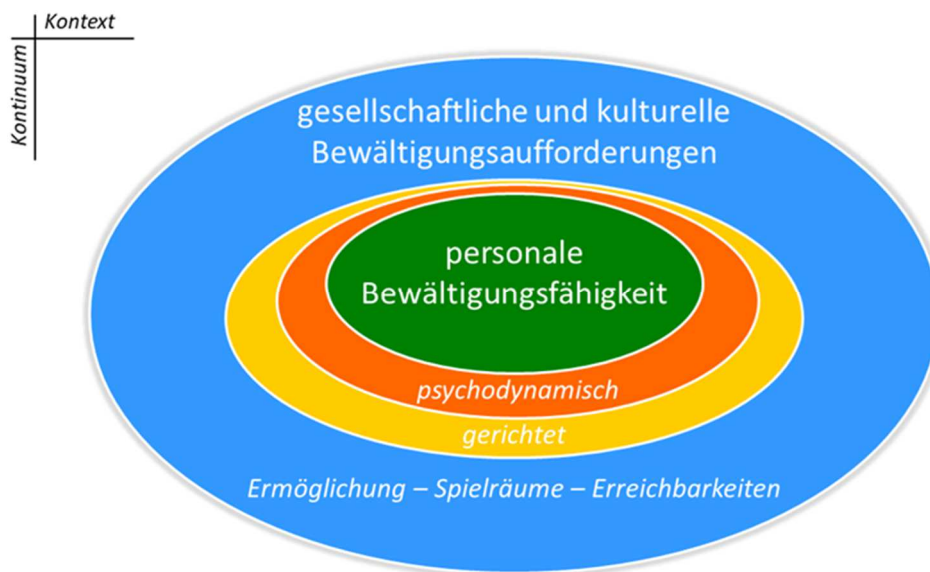 Kontext
Kontinuum
gesellschaftliche und kulturelle
Bewältigungsaufforderungen
personale
Bewältigungsfähigkeit
psychodynamisch
gerichtet
Ermöglichung – Spielräume – Erreichbarkeiten